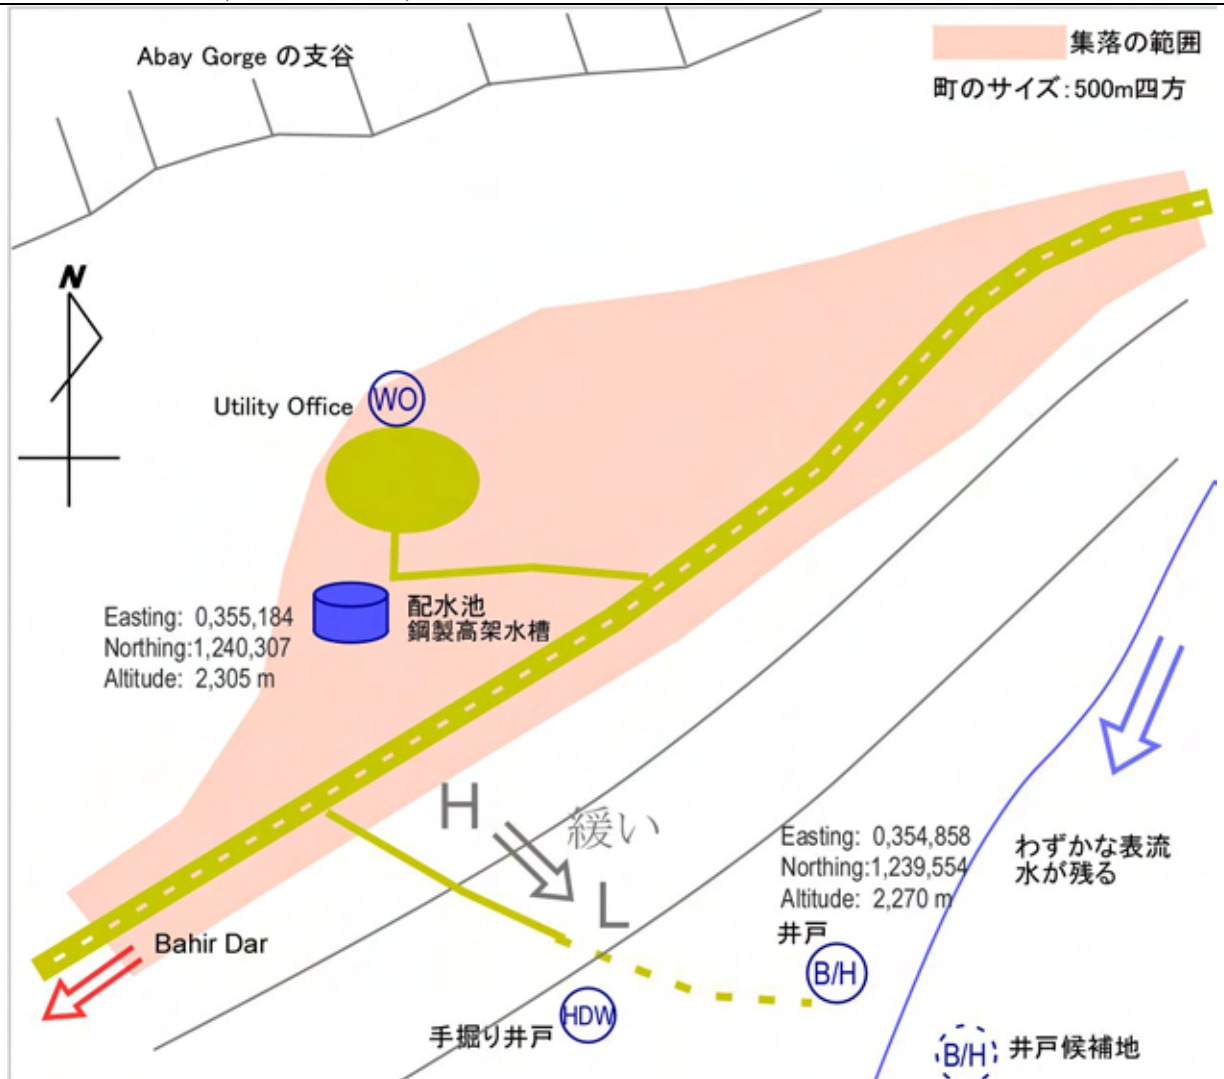 Abay Gorge の支谷
集落の範囲
町のサイズ：500m四方
N
Utility Office
WO
Easting: 0,355,184
Northing:1,240,307
Altitude: 2,305 m
配水池
鋼製高架水槽
H
緩い
L
Easting: 0,354,858
Northing:1,239,554
Altitude: 2,270 m
わずかな表流
水が残る
井戸
B/H
Bahir Dar
手掘り井戸
HDW
B/H
井戸候補地